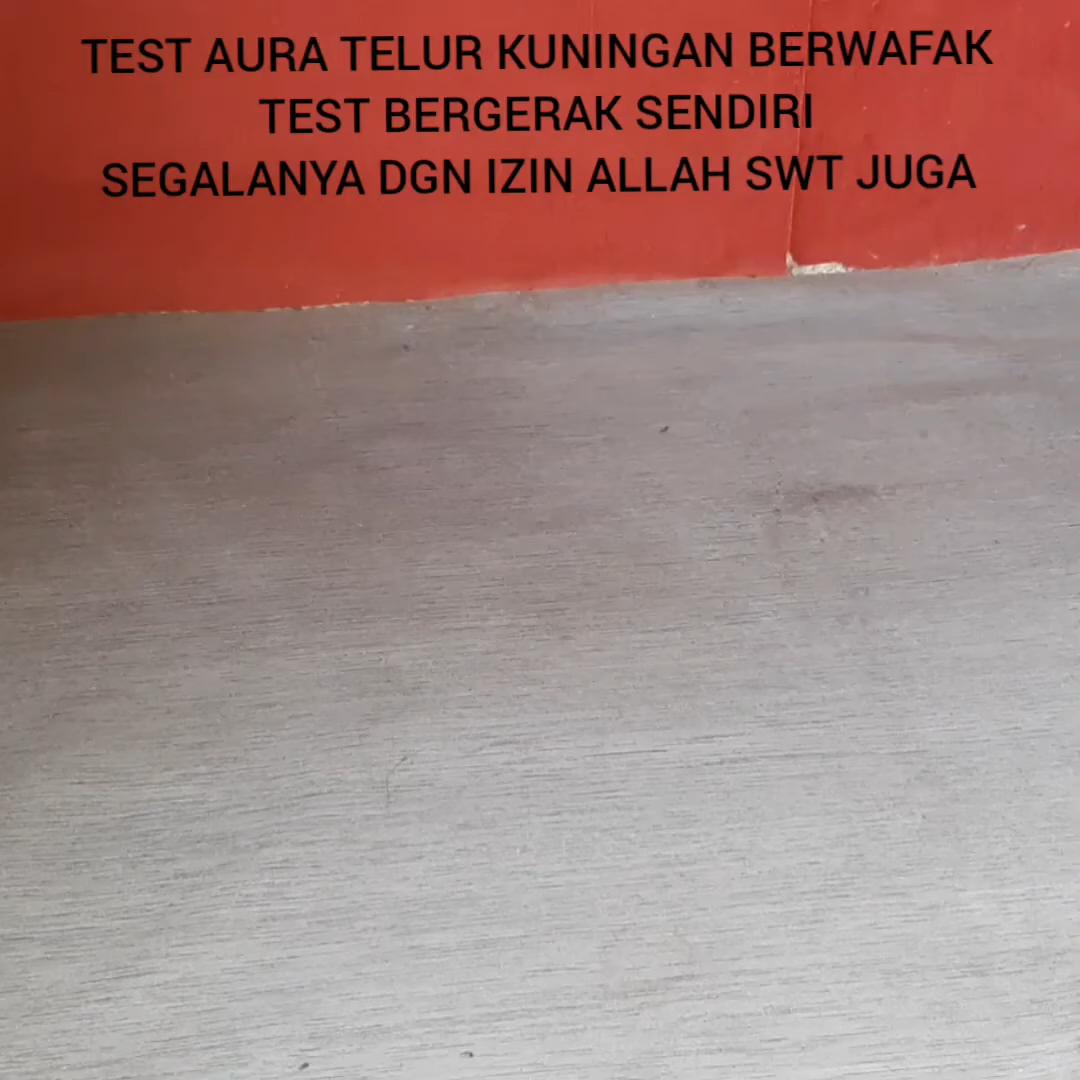 TEST AURA TELUR KUNINGAN BERWAFAK
TEST BERGERAK SENDIRI
SEGALANYA DGN IZIN ALLAH SWT JUGA